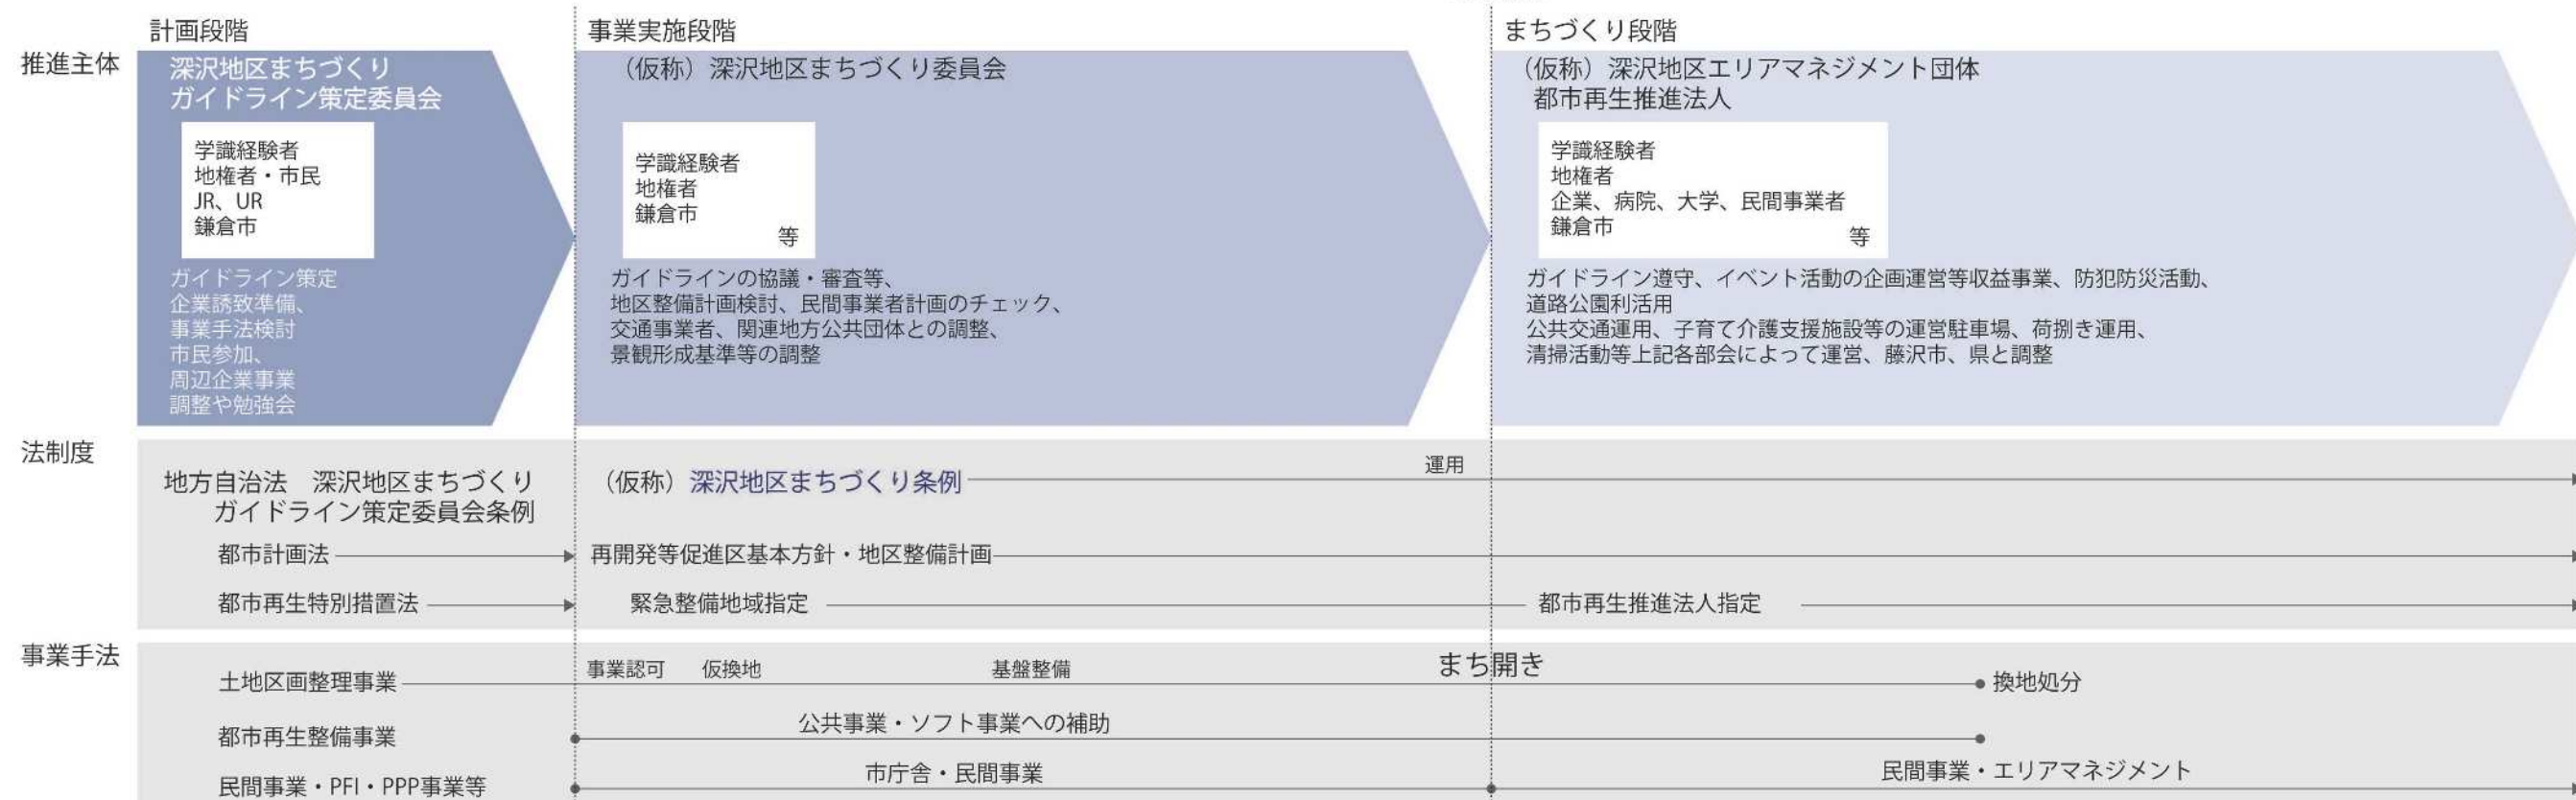 計画段階
事業実施段階
まちづくり段階
推進主体
深沢地区まちづくり
ガイドライン策定委員会
学識経験者
地権者・市民
JR、UR
鎌倉市
ガイドライン策定
企業誘致準備、
事業手法検討
市民参加、
周辺企業事業
調整や勉強会
（仮称）深沢地区まちづくり委員会
学識経験者
地権者
鎌倉市
等
ガイドラインの協議・審査等、
地区整備計画検討、民間事業者計画のチェック、
交通事業者、関連地方公共団体との調整、
景観形成基準等の調整
（仮称）深沢地区エリアマネジメント団体
都市再生推進法人
学識経験者
地権者
企業、病院、大学、民間事業者
鎌倉市
等
ガイドライン遵守、イベント活動の企画運営等収益事業、防犯防災活動、
道路公園利活用
公共交通運用、子育て介護支援施設等の運営駐車場、荷捌き運用、
清掃活動等上記各部会によって運営、藤沢市、県と調整
法制度
地方自治法　深沢地区まちづくり
ガイドライン策定委員会条例
（仮称）深沢地区まちづくり条例
運用
都市計画法
再開発等促進区基本方針・地区整備計画
都市再生特別措置法
緊急整備地域指定
都市再生推進法人指定
事業手法
土地区画整理事業
事業認可
仮換地
基盤整備
まち開き
換地処分
都市再生整備事業
公共事業・ソフト事業への補助
民間事業・PFI・PPP事業等
市庁舎・民間事業
民間事業・エリアマネジメント